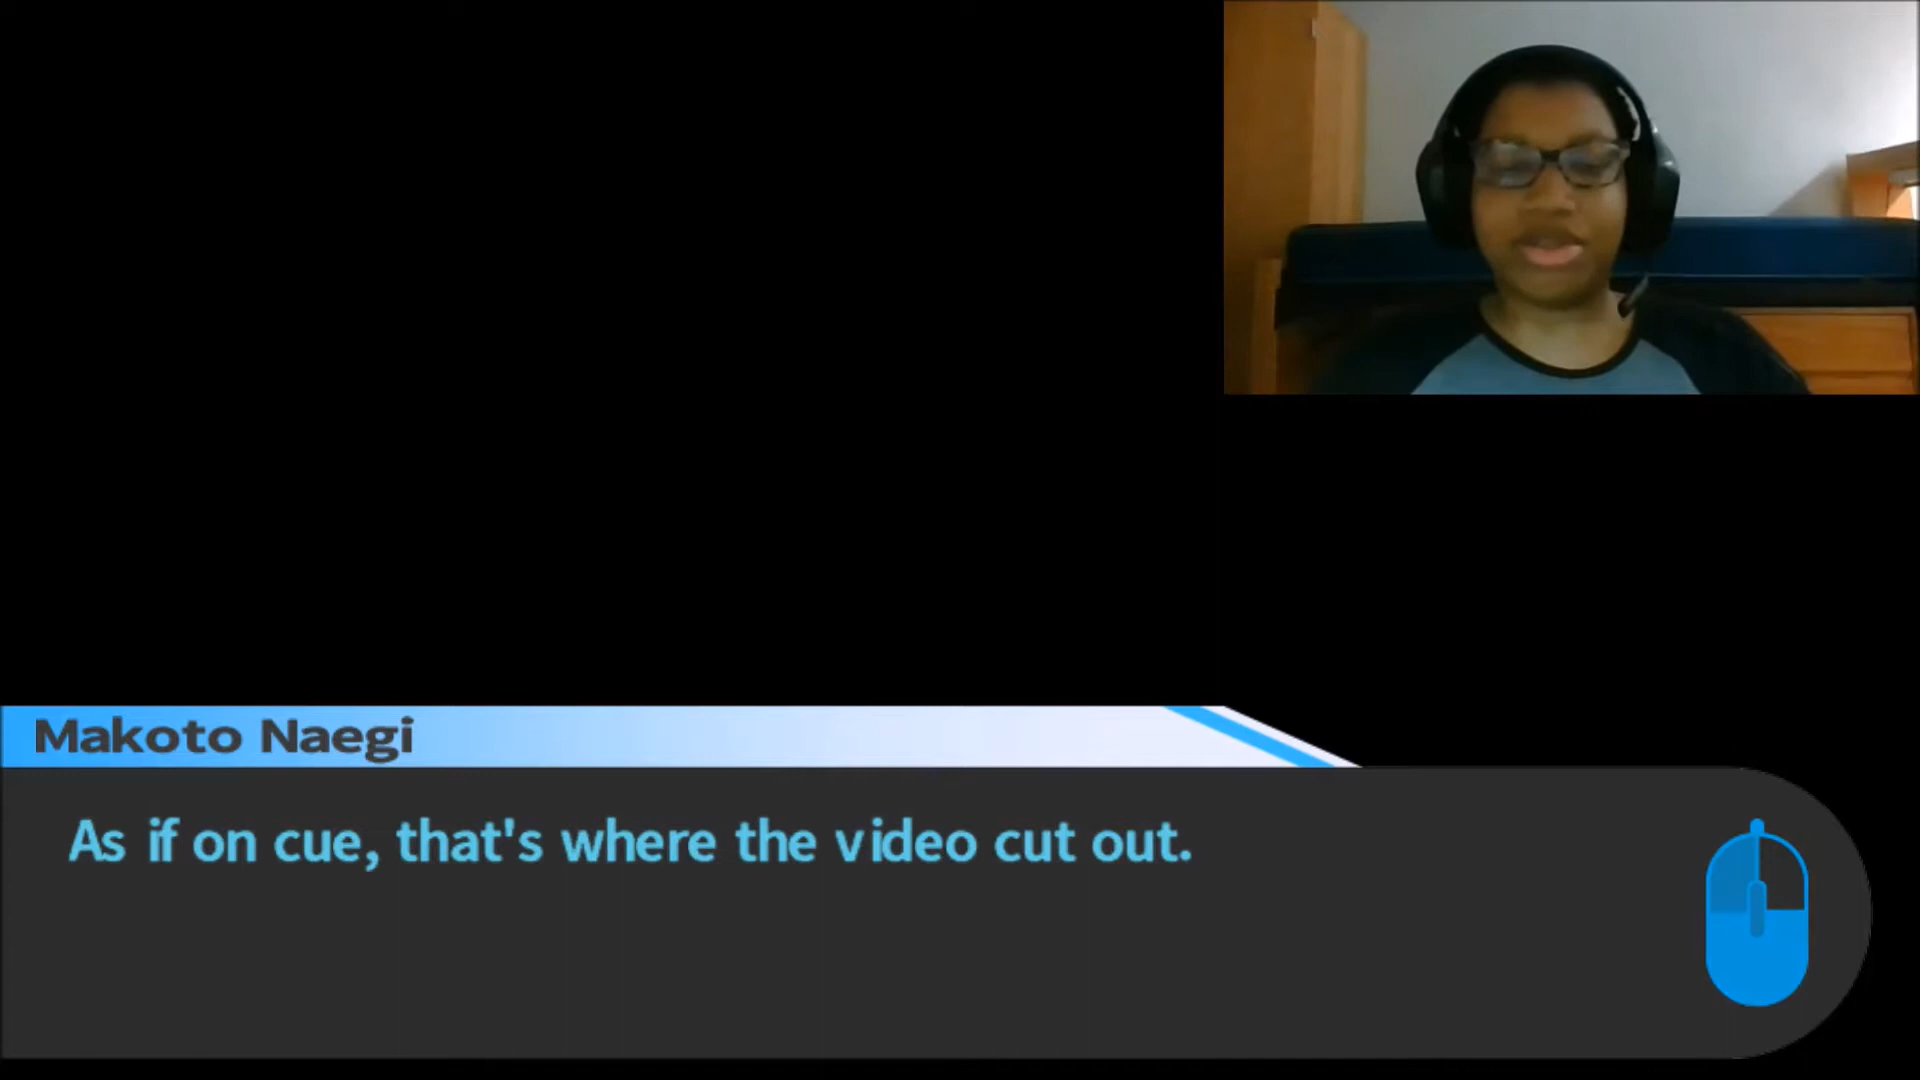 Makoto Naegi
As if on cue, that's where the video cut out.